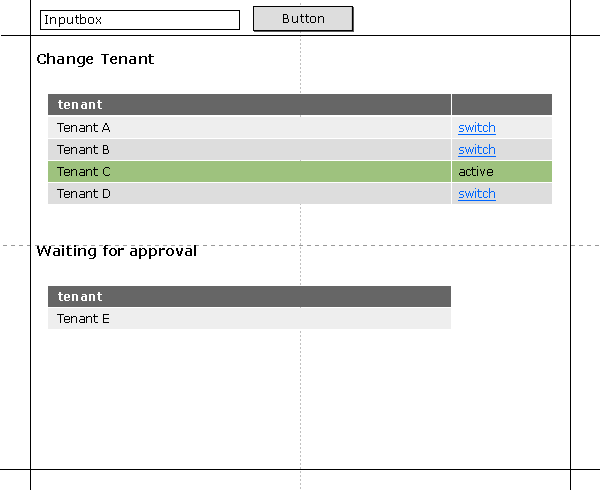 Inputbox Button
Change Tenant
tenant
Tenant A switch
Tenant B switch
Tenant C active
Tenant D switch
Waiting for approval
tenant
Tenant E